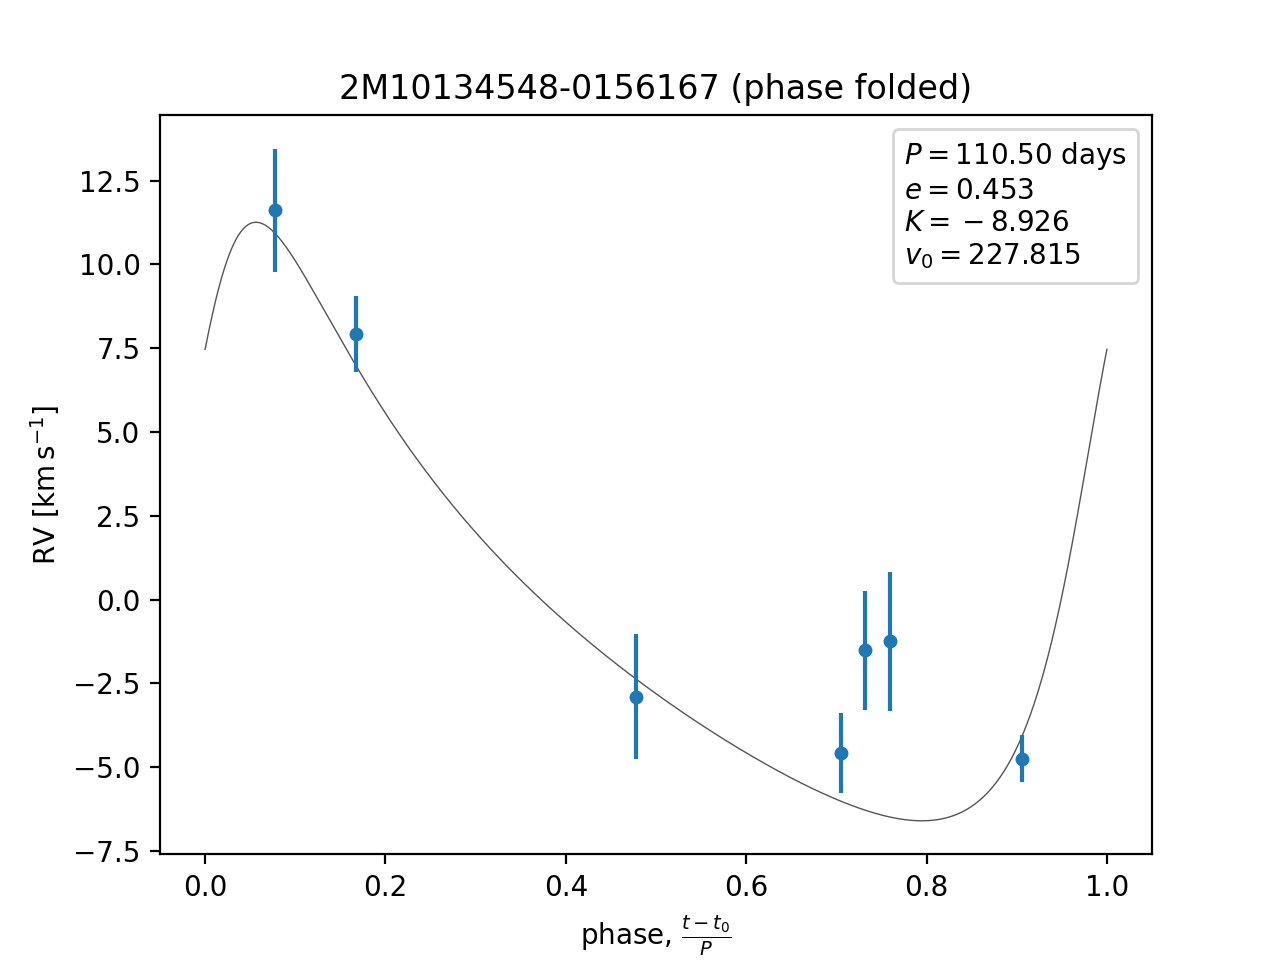 2M10134548-0156167 (phase folded)
P = 110.50 days
e = 0.453
K = −8.926
v₀ = 227.815
12.5
10.0
7.5
5.0
2.5
0.0
−2.5
−5.0
−7.5
RV [km s⁻¹]
0.0 0.2 0.4 0.6 0.8 1.0
phase, (t − t₀)/P